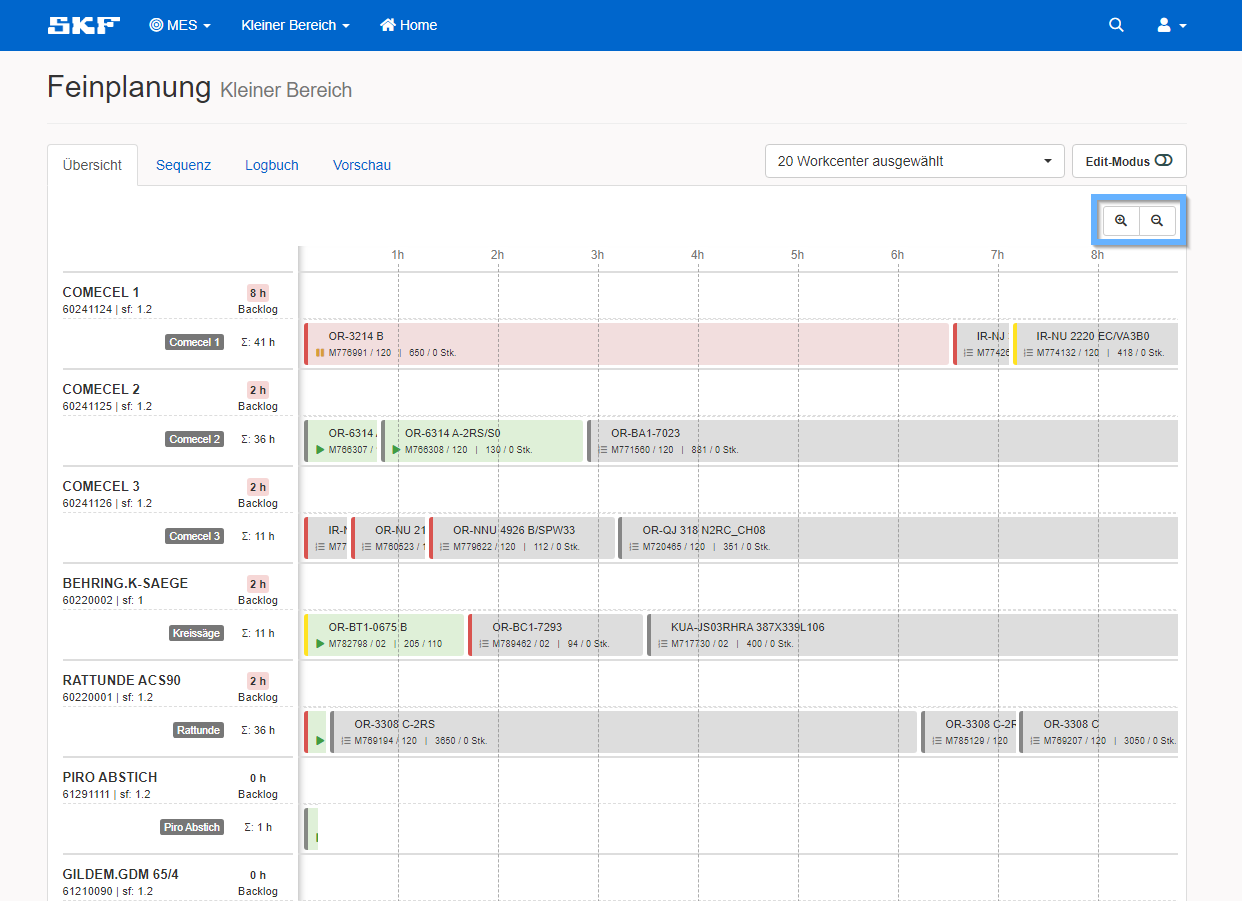 SKF MES Kleiner Bereich Home
Feinplanung Kleiner Bereich
Übersicht Sequenz Logbuch Vorschau 20 Workcenter ausgewählt Edit-Modus
1h 2h 3h 4h 5h 6h 7h 8h
COMECEL 1 8 h
60241124 | sf: 1.2 Backlog
Comecel 1 Σ: 41 h
OR-3214 B IR-NJ IR-NU 2220 EC/VA3B0
M776991 / 120 | 650 / 0 Stk. M77426 M774132 / 120 | 418 / 0 Stk.
COMECEL 2 2 h
60241125 | sf: 1.2 Backlog
Comecel 2 Σ: 36 h
OR-6314 OR-6314 A-2RS/S0 OR-BA1-7023
M766307 / M766308 / 120 | 130 / 0 Stk. M771560 / 120 | 881 / 0 Stk.
COMECEL 3 2 h
60241126 | sf: 1.2 Backlog
Comecel 3 Σ: 11 h
IR-N OR-NU 21 OR-NNU 4926 B/SPW33 OR-QJ 318 N2RC_CH08
M77 M760523 / 1 M779622 / 120 | 112 / 0 Stk. M720465 / 120 | 351 / 0 Stk.
BEHRING.K-SAEGE 2 h
60220002 | sf: 1 Backlog
Kreissäge Σ: 11 h
OR-BT1-0675 B OR-BC1-7293 KUA-JS03RHRA 387X339L106
M782798 / 02 | 205 / 110 M789462 / 02 | 94 / 0 Stk. M717730 / 02 | 400 / 0 Stk.
RATTUNDE ACS90 2 h
60220001 | sf: 1.2 Backlog
Rattunde Σ: 36 h
OR-3308 C-2RS OR-3308 C-2R OR-3308 C
M769194 / 120 | 3650 / 0 Stk. M785129 / 120 M769207 / 120 | 3050 / 0 Stk.
PIRO ABSTICH 0 h
61291111 | sf: 1.2 Backlog
Piro Abstich Σ: 1 h
GILDEM.GDM 65/4 0 h
61210090 | sf: 1.2 Backlog